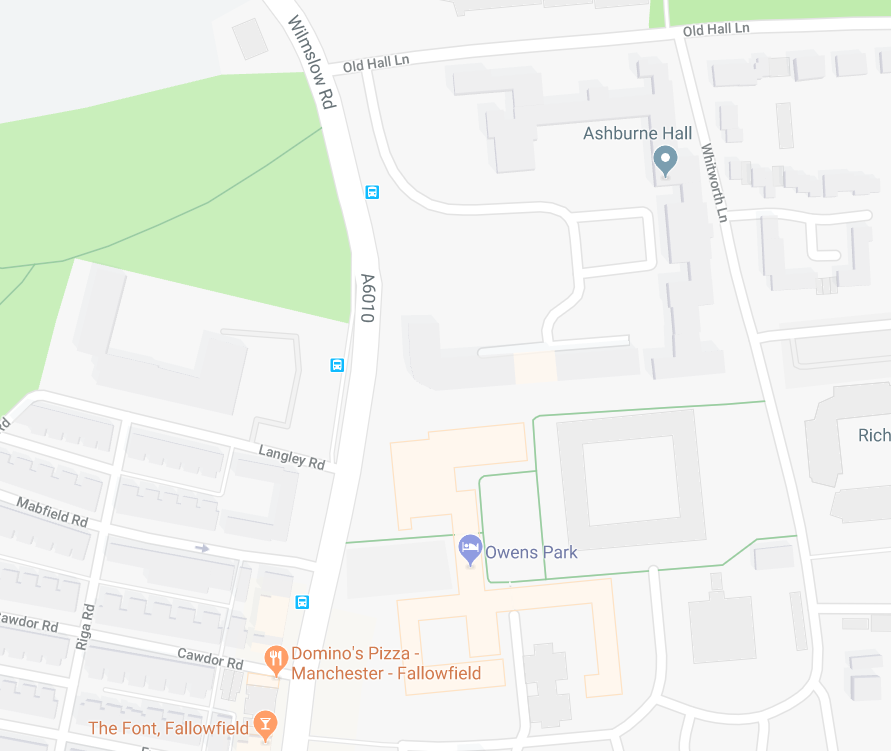 Wilmslow Rd
Old Hall Ln
Old Hall Ln
Ashburne Hall
Whitworth Ln
A6010
Rd
Rich
Langley Rd
Mabfield Rd
Owens Park
Riga Rd
Cawdor Rd
Cawdor Rd
Domino's Pizza -
Manchester - Fallowfield
The Font, Fallowfield